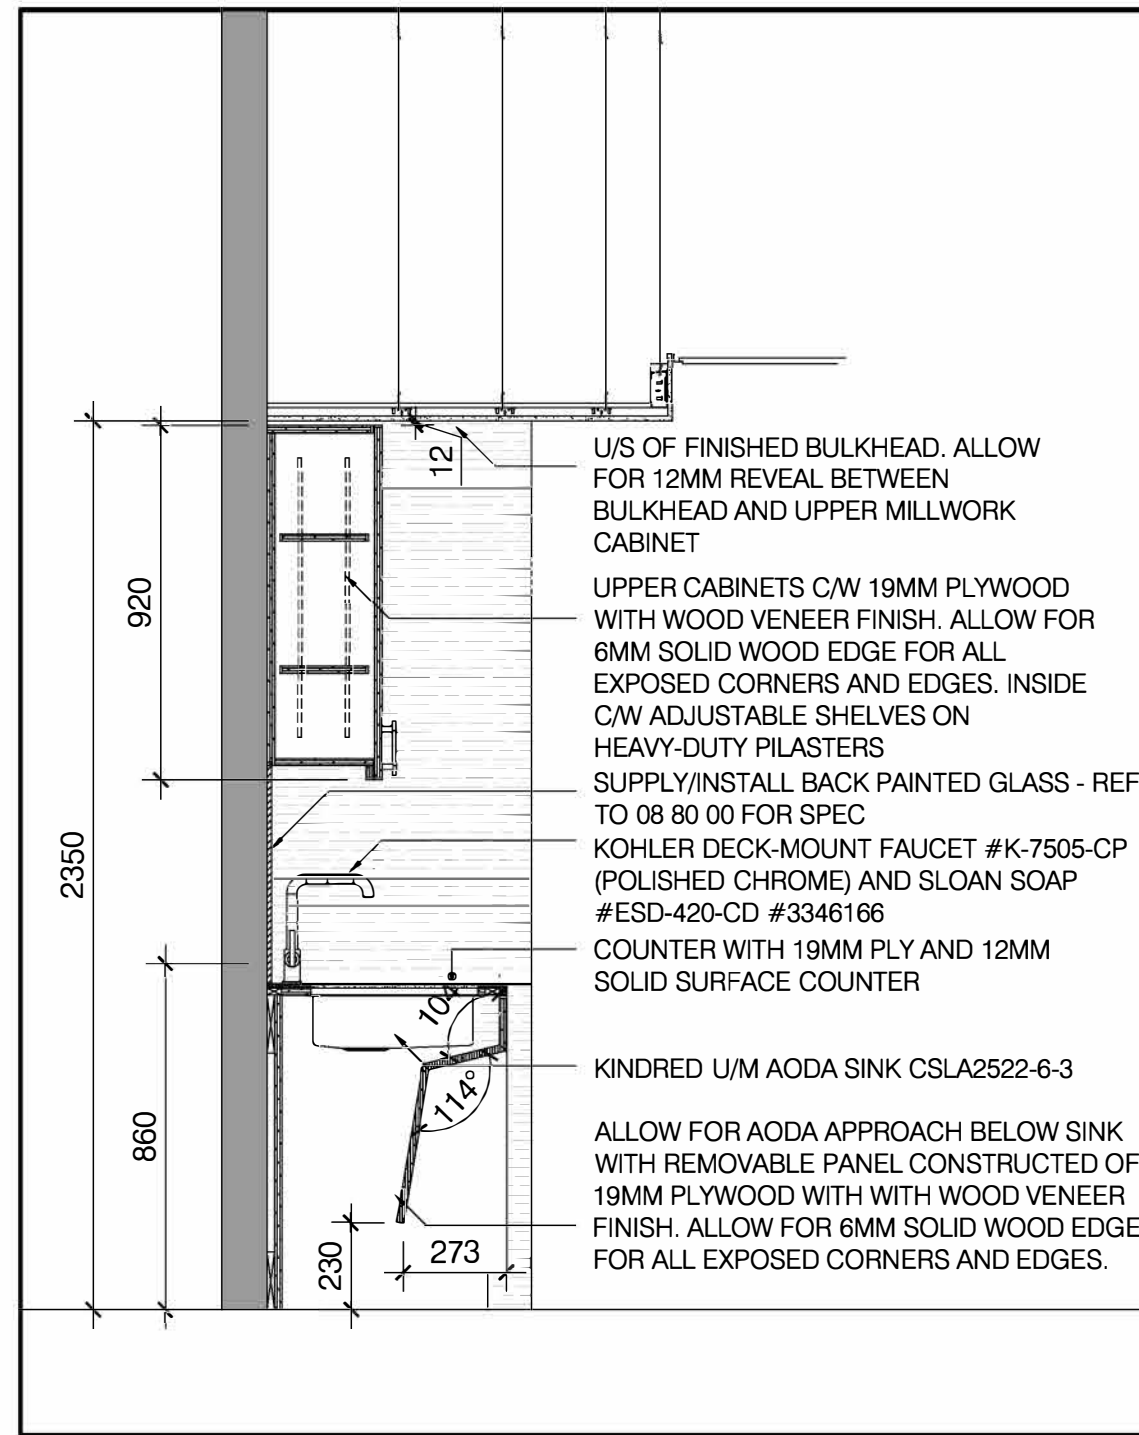 12
U/S OF FINISHED BULKHEAD. ALLOW
FOR 12MM REVEAL BETWEEN
BULKHEAD AND UPPER MILLWORK
CABINET
920
UPPER CABINETS C/W 19MM PLYWOOD
WITH WOOD VENEER FINISH. ALLOW FOR
6MM SOLID WOOD EDGE FOR ALL
EXPOSED CORNERS AND EDGES. INSIDE
C/W ADJUSTABLE SHELVES ON
HEAVY-DUTY PILASTERS
SUPPLY/INSTALL BACK PAINTED GLASS - REF
TO 08 80 00 FOR SPEC
2350
KOHLER DECK-MOUNT FAUCET #K-7505-CP
(POLISHED CHROME) AND SLOAN SOAP
#ESD-420-CD #3346166
COUNTER WITH 19MM PLY AND 12MM
SOLID SURFACE COUNTER
104°
KINDRED U/M AODA SINK CSLA2522-6-3
114°
860
ALLOW FOR AODA APPROACH BELOW SINK
WITH REMOVABLE PANEL CONSTRUCTED OF
19MM PLYWOOD WITH WITH WOOD VENEER
FINISH. ALLOW FOR 6MM SOLID WOOD EDGE
FOR ALL EXPOSED CORNERS AND EDGES.
230
273